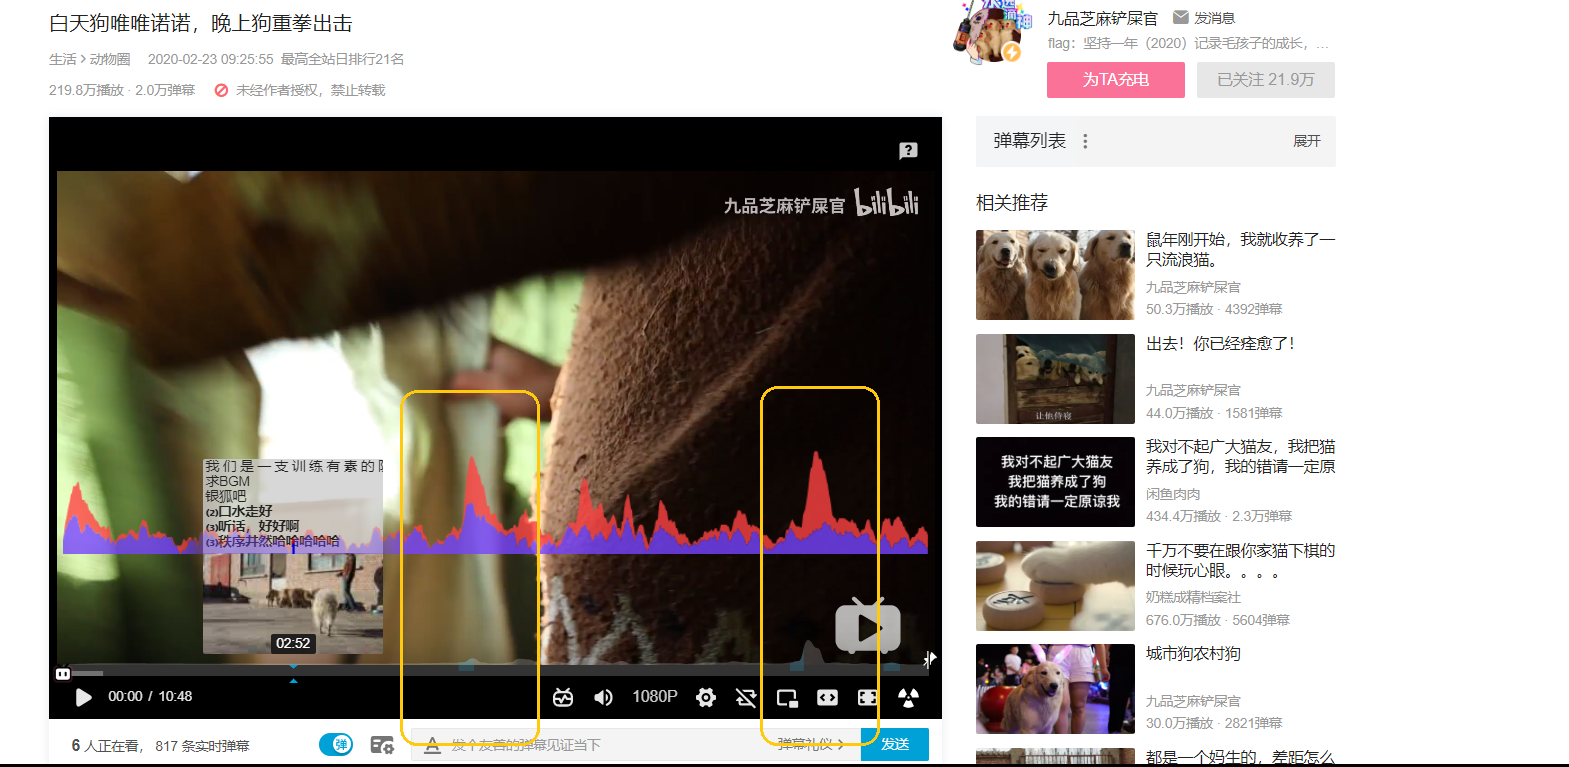 白天狗唯唯诺诺，晚上狗重拳出击
生活 > 动物圈 2020-02-23 09:25:55 最高全站日排行21名
219.8万播放 · 2.0万弹幕 未经作者授权，禁止转载
九品芝麻铲屎官 发消息
flag：坚持一年（2020）记录毛孩子的成长，...
为TA充电
已关注 21.9万
九品芝麻铲屎官 bilibili
我们是一支训练有素的
求BGM
银狐吧
(2)口水走好
(3)听话，好好啊
(3)秩序井然哈哈哈哈哈
02:52
00:00 / 10:48
1080P
6 人正在看， 817 条实时弹幕
弹
发个友善的弹幕见证当下
弹幕礼仪 >
发送
弹幕列表
展开
相关推荐
鼠年刚开始，我就收养了一
只流浪猫。
九品芝麻铲屎官
50.3万播放 · 4392弹幕
让他侍寝
出去！你已经痊愈了！
九品芝麻铲屎官
44.0万播放 · 1581弹幕
我对不起广大猫友
我把猫养成了狗
我的错请一定原谅我
我对不起广大猫友，我把猫
养成了狗，我的错请一定原
闲鱼肉肉
434.4万播放 · 2.3万弹幕
千万不要在跟你家猫下棋的
时候玩心眼。。。。
奶糕成精档案社
676.0万播放 · 5604弹幕
城市狗农村狗
九品芝麻铲屎官
30.0万播放 · 2821弹幕
都是一个妈生的，差距怎么